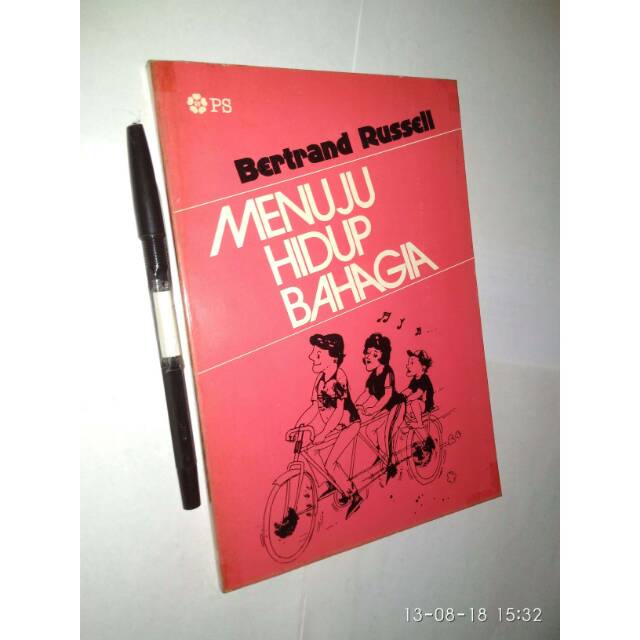 PS
Bertrand Russell
MENUJU
HIDUP
BAHAGIA
13-08-18 15:32